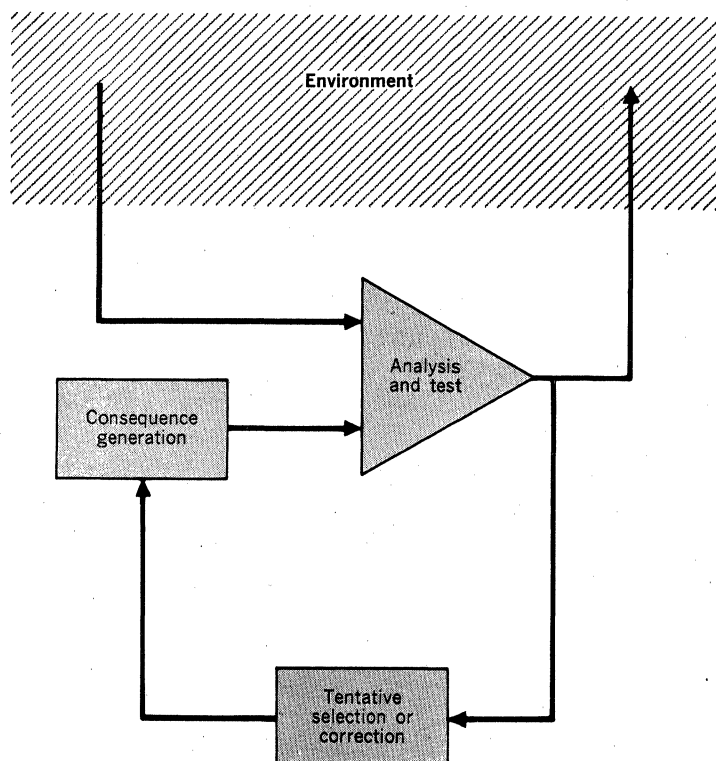 Environment
Analysis
and test
Consequence
generation
Tentative
selection or
correction